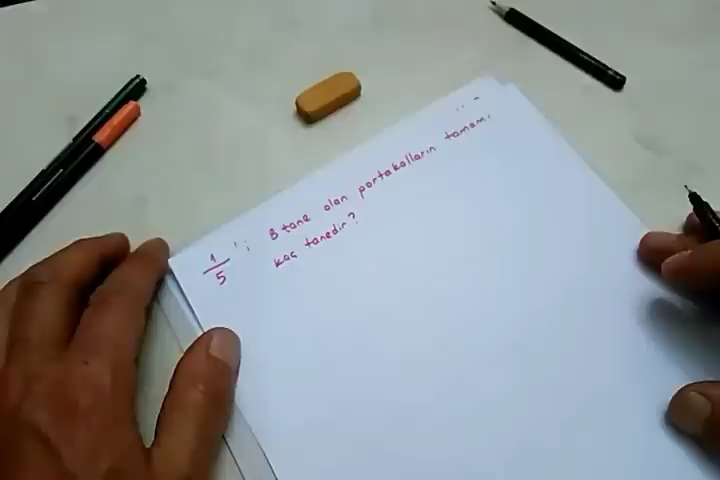 1/5 'i 8 tane olan portakalların tamamı
kaç tanedir?